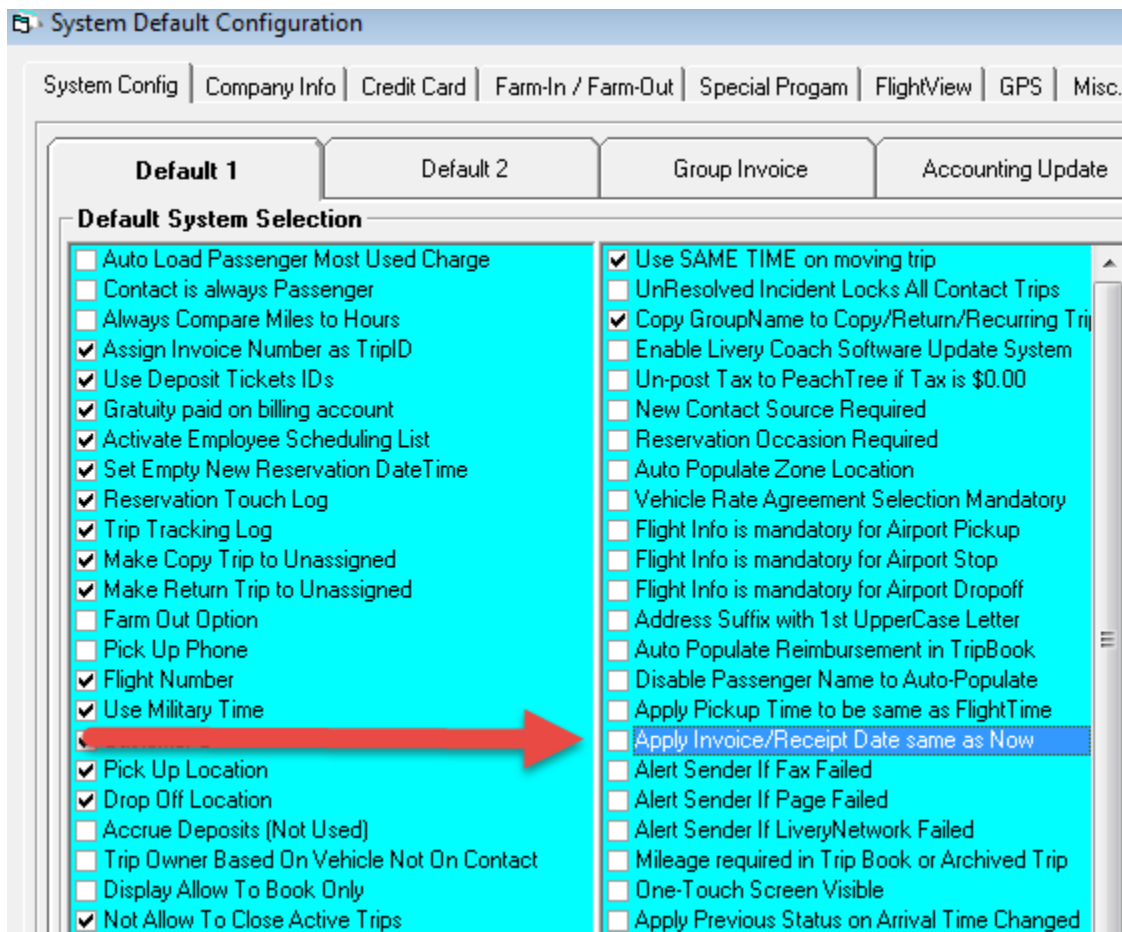 System Default Configuration
System Config Company Info Credit Card Farm-In / Farm-Out Special Progam FlightView GPS Misc.
Default 1 Default 2 Group Invoice Accounting Update
Default System Selection
Auto Load Passenger Most Used Charge
Contact is always Passenger
Always Compare Miles to Hours
Assign Invoice Number as TripID
Use Deposit Tickets IDs
Gratuity paid on billing account
Activate Employee Scheduling List
Set Empty New Reservation DateTime
Reservation Touch Log
Trip Tracking Log
Make Copy Trip to Unassigned
Make Return Trip to Unassigned
Farm Out Option
Pick Up Phone
Flight Number
Use Military Time
Pick Up Location
Drop Off Location
Accrue Deposits (Not Used)
Trip Owner Based On Vehicle Not On Contact
Display Allow To Book Only
Not Allow To Close Active Trips
Use SAME TIME on moving trip
UnResolved Incident Locks All Contact Trips
Copy GroupName to Copy/Return/Recurring
Enable Livery Coach Software Update System
Un-post Tax to PeachTree if Tax is $0.00
New Contact Source Required
Reservation Occasion Required
Auto Populate Zone Location
Vehicle Rate Agreement Selection Mandatory
Flight Info is mandatory for Airport Pickup
Flight Info is mandatory for Airport Stop
Flight Info is mandatory for Airport Dropoff
Address Suffix with 1st UpperCase Letter
Auto Populate Reimbursement in TripBook
Disable Passenger Name to Auto-Populate
Apply Pickup Time to be same as FlightTime
Apply Invoice/Receipt Date same as Now
Alert Sender If Fax Failed
Alert Sender If Page Failed
Alert Sender If LiveryNetwork Failed
Mileage required in Trip Book or Archived Trip
One-Touch Screen Visible
Apply Previous Status on Arrival Time Changed